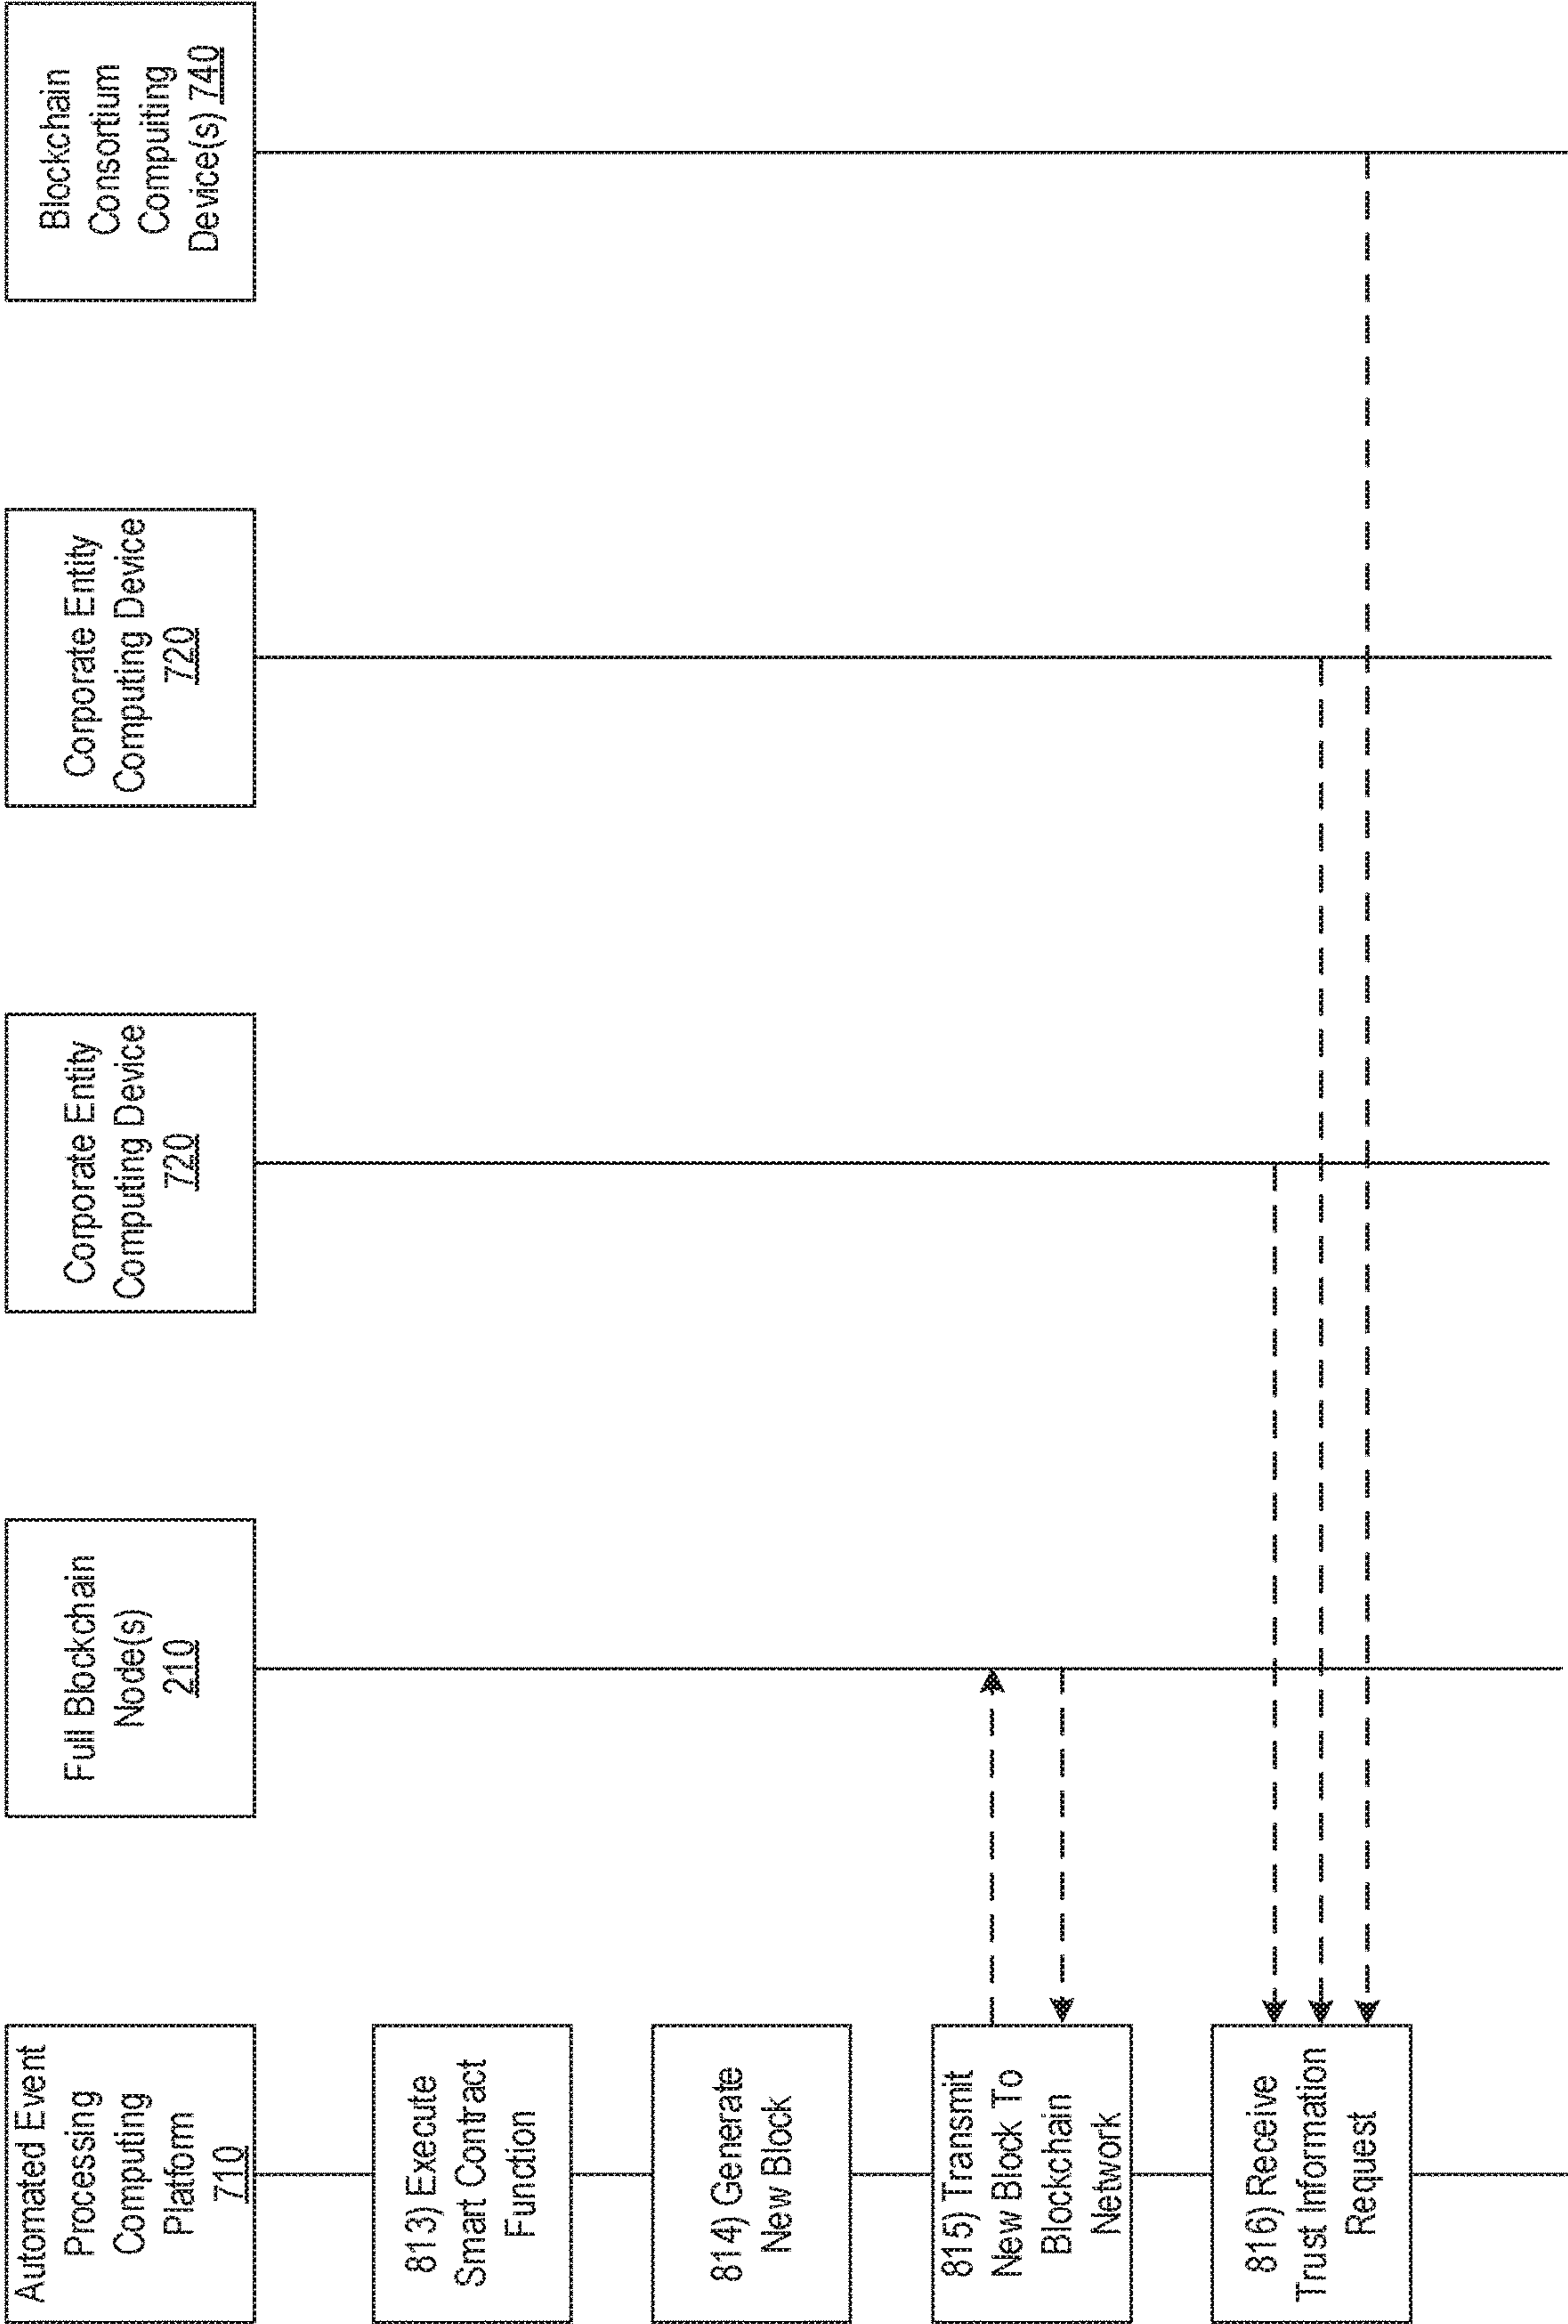 Automated Event
Processing
Computing
Platform
710
Full Blockchain
Node(s)
210
Corporate Entity
Computing Device
720
Corporate Entity
Computing Device
720
Blockchain
Consortium
Compuiting
Device(s) 740
813) Execute
Smart Contract
Function
814) Generate
New Block
815) Transmit
New Block To
Blockchain
Network
816) Receive
Trust Information
Request